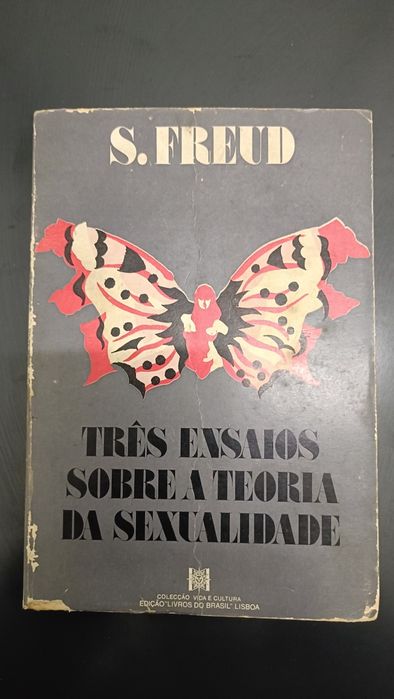 S. FREUD
TRÊS ENSAIOS
SOBRE A TEORIA
DA SEXUALIDADE
COLECÇÃO VIDA E CULTURA
EDIÇÃO "LIVROS DO BRASIL" LISBOA